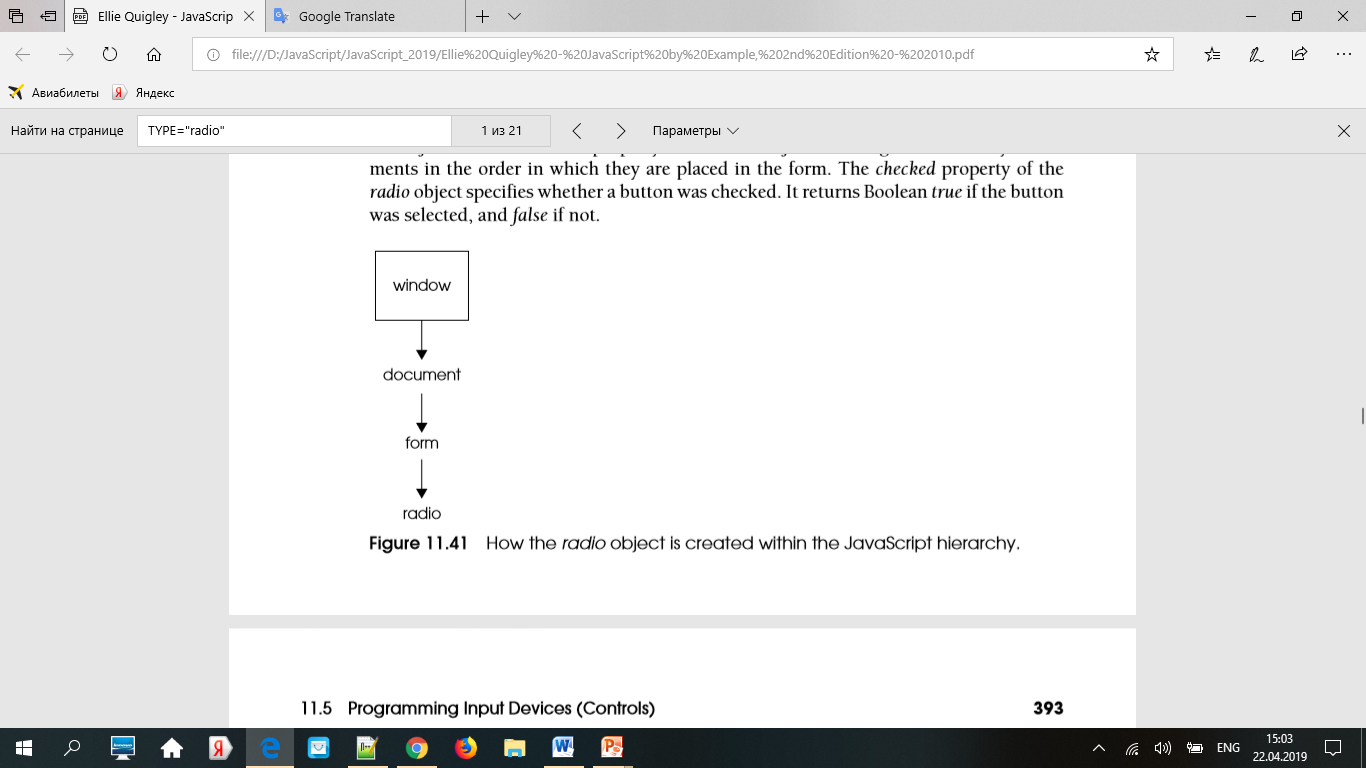 Ellie Quigley - JavaScrip
Google Translate
file:///D:/JavaScript/JavaScript_2019/Ellie%20Quigley%20-%20JavaScript%20by%20Example,%202nd%20Edition%20-%202010.pdf
Авиабилеты
Яндекс
Найти на странице
TYPE="radio"
1 из 21
Параметры
ments in the order in which they are placed in the form. The checked property of the
radio object specifies whether a button was checked. It returns Boolean true if the button
was selected, and false if not.
window
document
form
radio
Figure 11.41 How the radio object is created within the JavaScript hierarchy.
11.5 Programming Input Devices (Controls)
393
ENG
15:03
22.04.2019